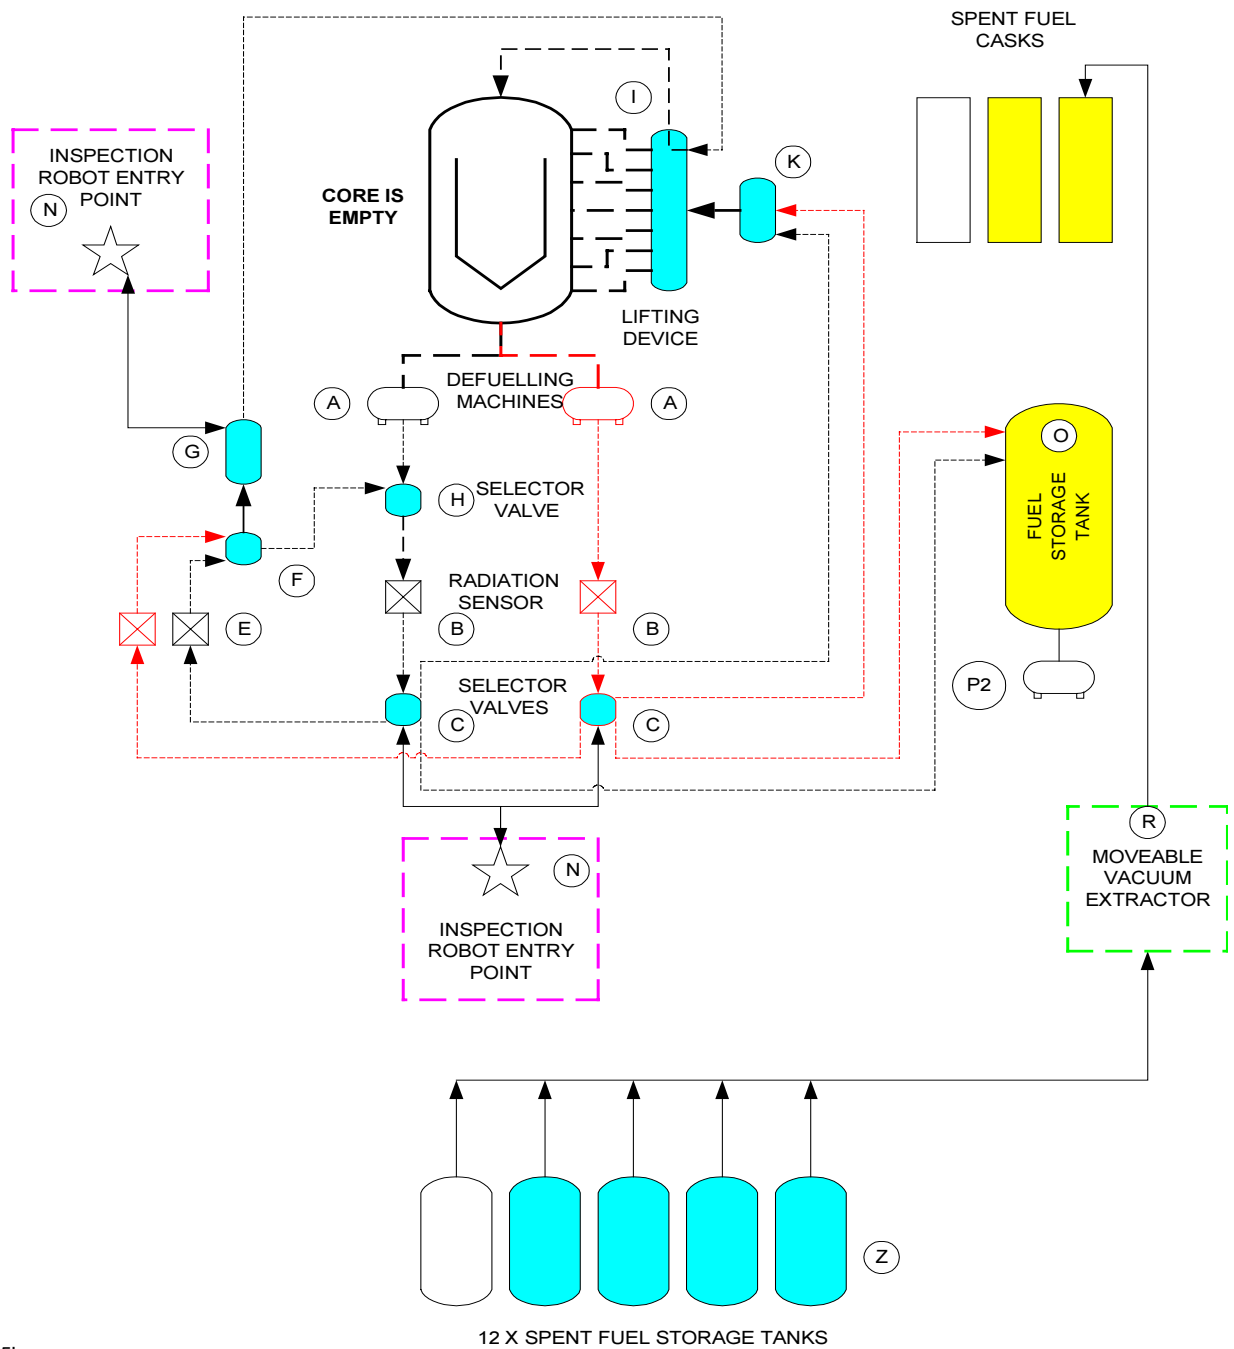 SPENT FUEL
CASKS
I
K
INSPECTION
ROBOT ENTRY
POINT
N
CORE IS
EMPTY
LIFTING
DEVICE
DEFUELLING
MACHINES
A
A
O
FUEL
STORAGE
TANK
G
H
SELECTOR
VALVE
F
RADIATION
SENSOR
E
B
B
P2
SELECTOR
VALVES
C
C
R
MOVEABLE
VACUUM
EXTRACTOR
N
INSPECTION
ROBOT ENTRY
POINT
Z
12 X SPENT FUEL STORAGE TANKS